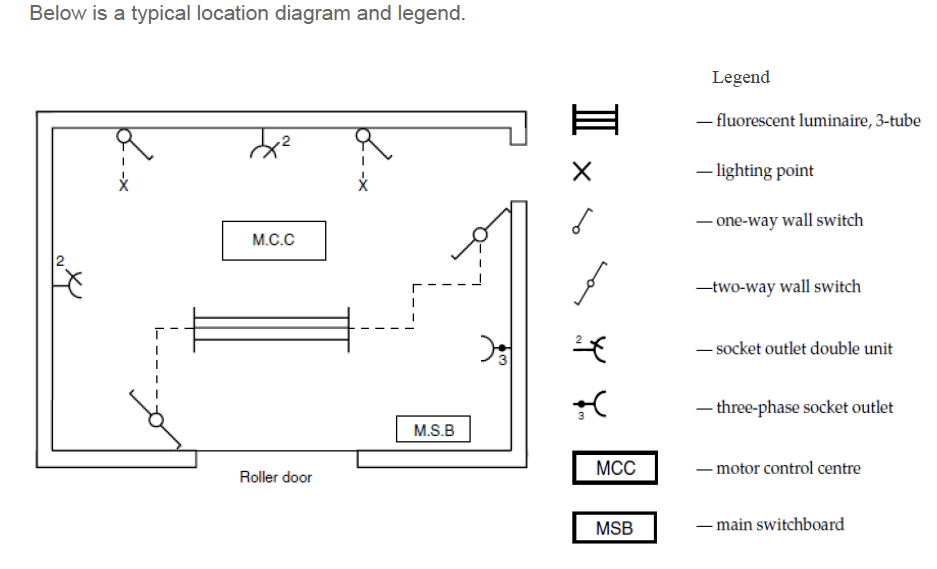 Below is a typical location diagram and legend.
Legend
— fluorescent luminaire, 3-tube
2
X
X
— lighting point
M.C.C
— one-way wall switch
2
—two-way wall switch
3
2
— socket outlet double unit
3
— three-phase socket outlet
M.S.B
Roller door
MCC
— motor control centre
MSB
— main switchboard